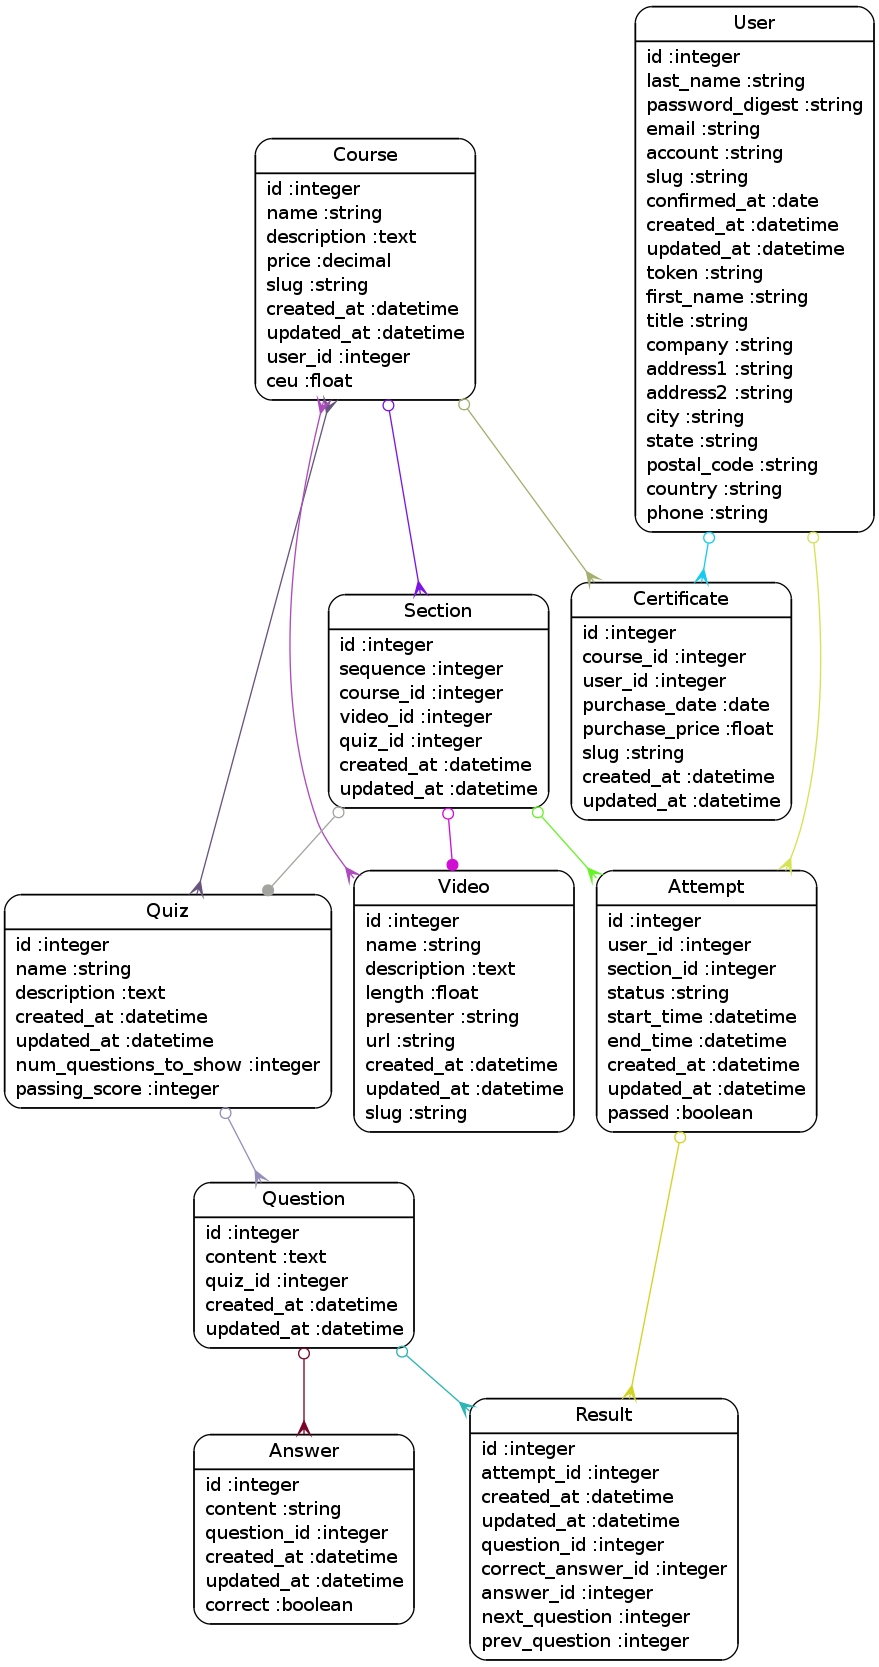 User
id :integer
last_name :string
password_digest :string
email :string
account :string
slug :string
confirmed_at :date
created_at :datetime
updated_at :datetime
token :string
first_name :string
title :string
company :string
address1 :string
address2 :string
city :string
state :string
postal_code :string
country :string
phone :string
Course
id :integer
name :string
description :text
price :decimal
slug :string
created_at :datetime
updated_at :datetime
user_id :integer
ceu :float
Section
id :integer
sequence :integer
course_id :integer
video_id :integer
quiz_id :integer
created_at :datetime
updated_at :datetime
Certificate
id :integer
course_id :integer
user_id :integer
purchase_date :date
purchase_price :float
slug :string
created_at :datetime
updated_at :datetime
Quiz
id :integer
name :string
description :text
created_at :datetime
updated_at :datetime
num_questions_to_show :integer
passing_score :integer
Video
id :integer
name :string
description :text
length :float
presenter :string
url :string
created_at :datetime
updated_at :datetime
slug :string
Attempt
id :integer
user_id :integer
section_id :integer
status :string
start_time :datetime
end_time :datetime
created_at :datetime
updated_at :datetime
passed :boolean
Question
id :integer
content :text
quiz_id :integer
created_at :datetime
updated_at :datetime
Answer
id :integer
content :string
question_id :integer
created_at :datetime
updated_at :datetime
correct :boolean
Result
id :integer
attempt_id :integer
created_at :datetime
updated_at :datetime
question_id :integer
correct_answer_id :integer
answer_id :integer
next_question :integer
prev_question :integer